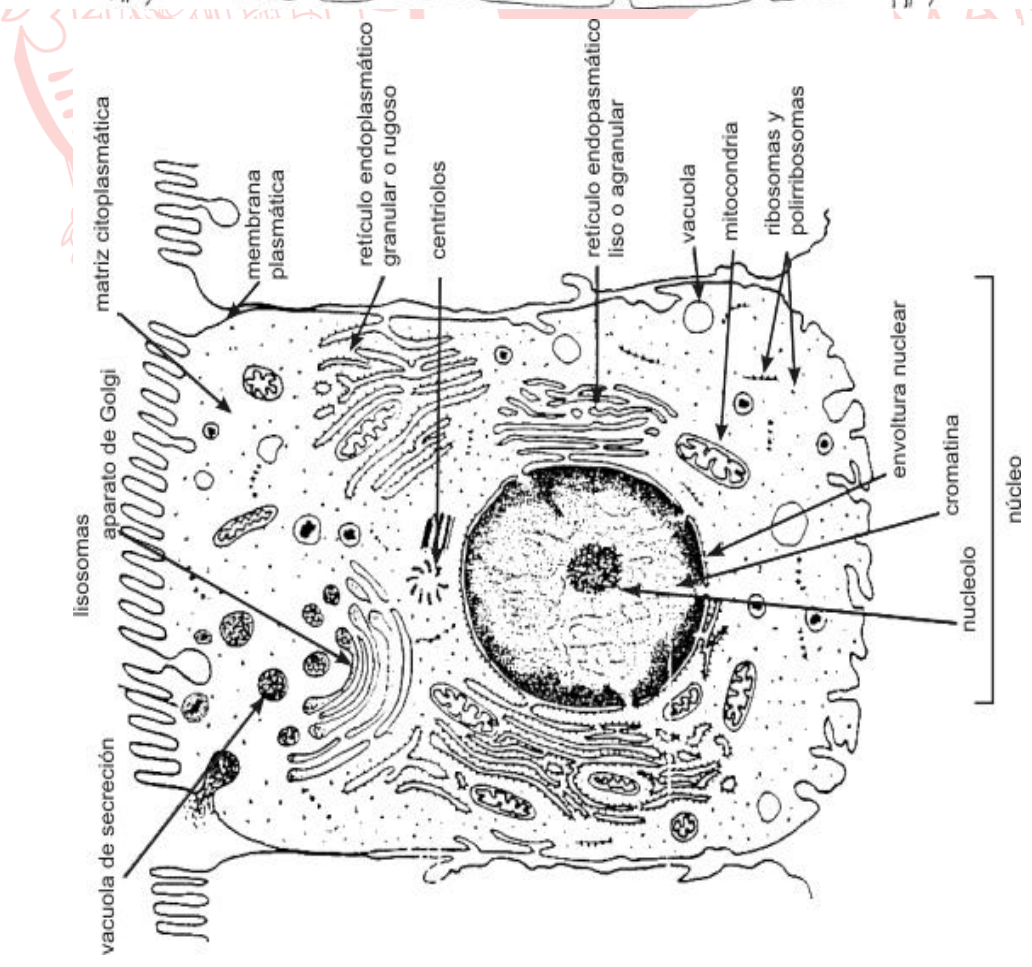 lisosomas
aparato de Golgi
matriz citoplasmática
vacuola de secreción
membrana
plasmática
retículo endoplasmático
granular o rugoso
centriolos
retículo endopasmático
liso o agranular
vacuola
mitocondria
ribosomas y
polirribosomas
envoltura nuclear
cromatina
nucleolo
núcleo